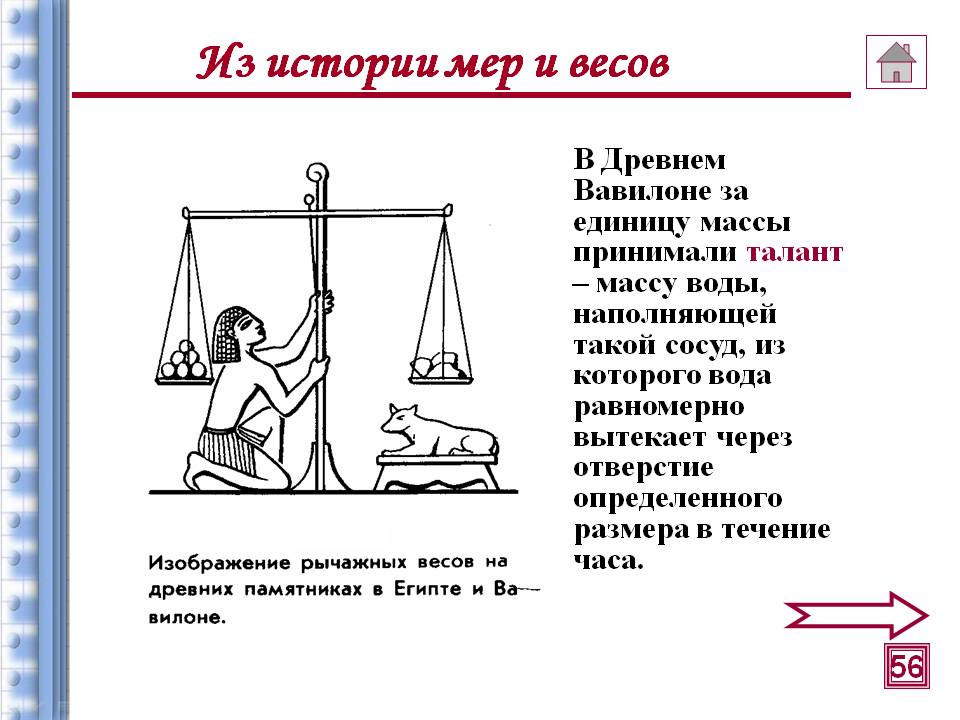 Из истории мер и весов
В Древнем
Вавилоне за
единицу массы
принимали талант
– массу воды,
наполняющей
такой сосуд, из
которого вода
равномерно
вытекает через
отверстие
определенного
размера в течение
часа.
Изображение рычажных весов на
древних памятниках в Египте и Ва-
вилоне.
56